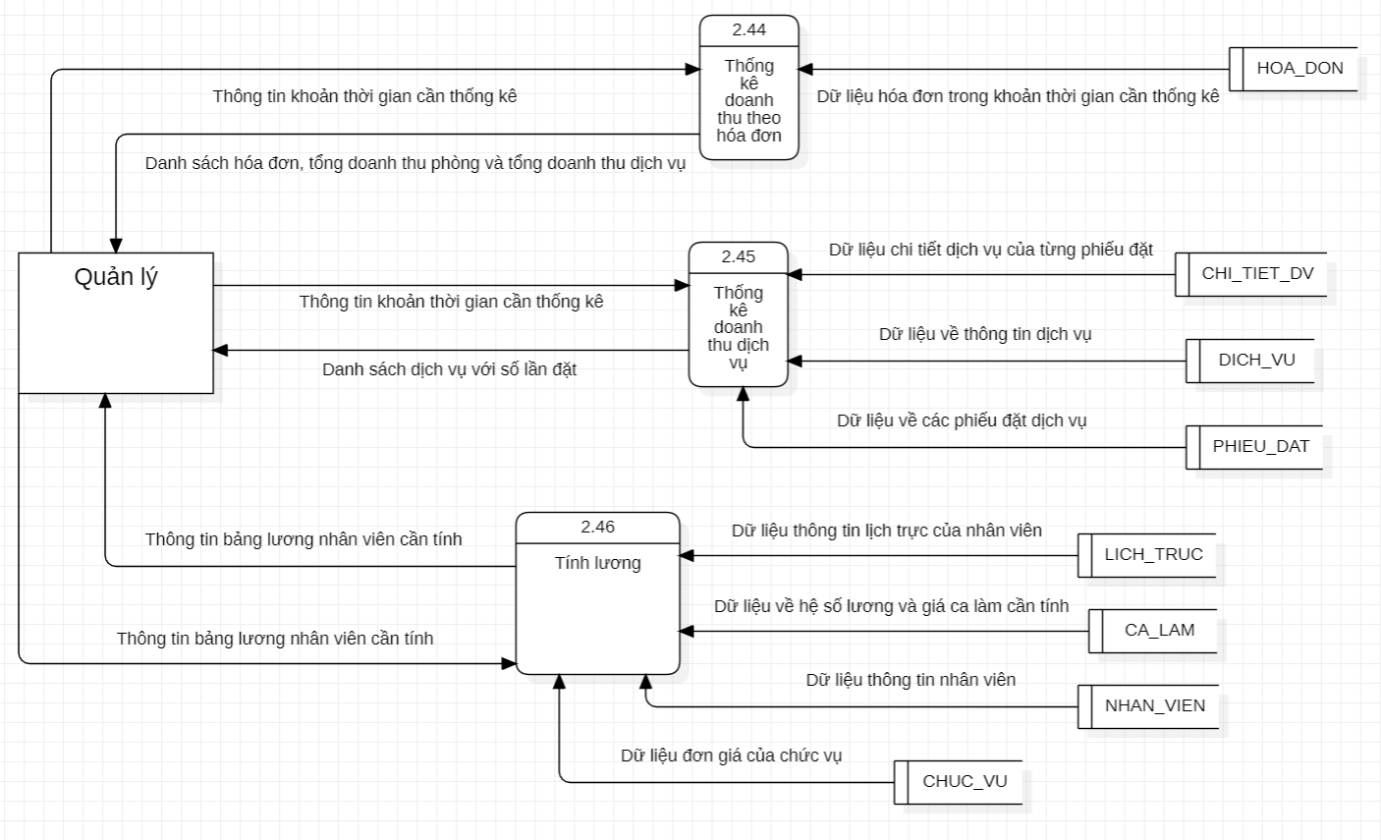 2.44
Thống
kê
doanh
thu theo
hóa đơn
HOA_DON
Thông tin khoản thời gian cần thống kê
Dữ liệu hóa đơn trong khoản thời gian cần thống kê
Danh sách hóa đơn, tổng doanh thu phòng và tổng doanh thu dịch vụ
Quản lý
2.45
Thống
kê
doanh
thu dịch
vụ
Dữ liệu chi tiết dịch vụ của từng phiếu đặt
CHI_TIET_DV
Thông tin khoản thời gian cần thống kê
Dữ liệu về thông tin dịch vụ
DICH_VU
Danh sách dịch vụ với số lần đặt
Dữ liệu về các phiếu đặt dịch vụ
PHIEU_DAT
2.46
Tính lương
Dữ liệu thông tin lịch trực của nhân viên
LICH_TRUC
Thông tin bảng lương nhân viên cần tính
Dữ liệu về hệ số lương và giá ca làm cần tính
CA_LAM
Thông tin bảng lương nhân viên cần tính
Dữ liệu thông tin nhân viên
NHAN_VIEN
Dữ liệu đơn giá của chức vụ
CHUC_VU